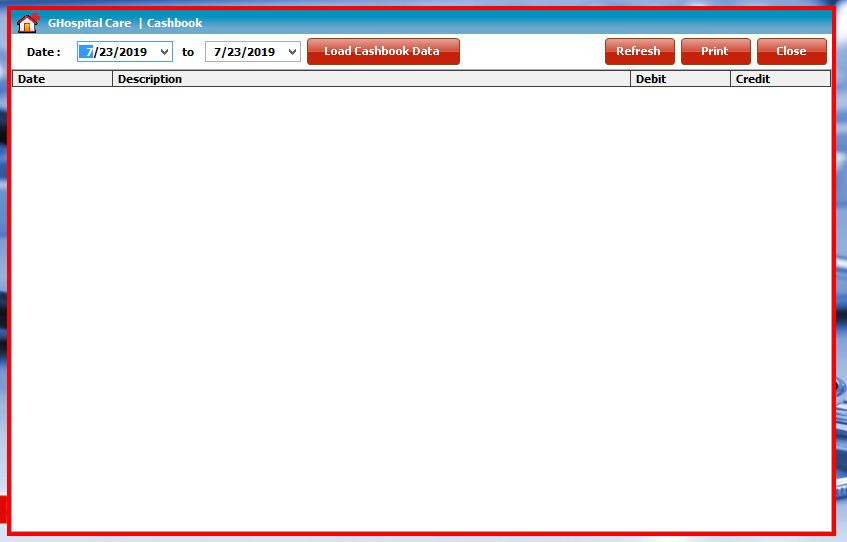 GHospital Care | Cashbook
Date : 7/23/2019 to 7/23/2019 Load Cashbook Data Refresh Print Close
Date Description Debit Credit